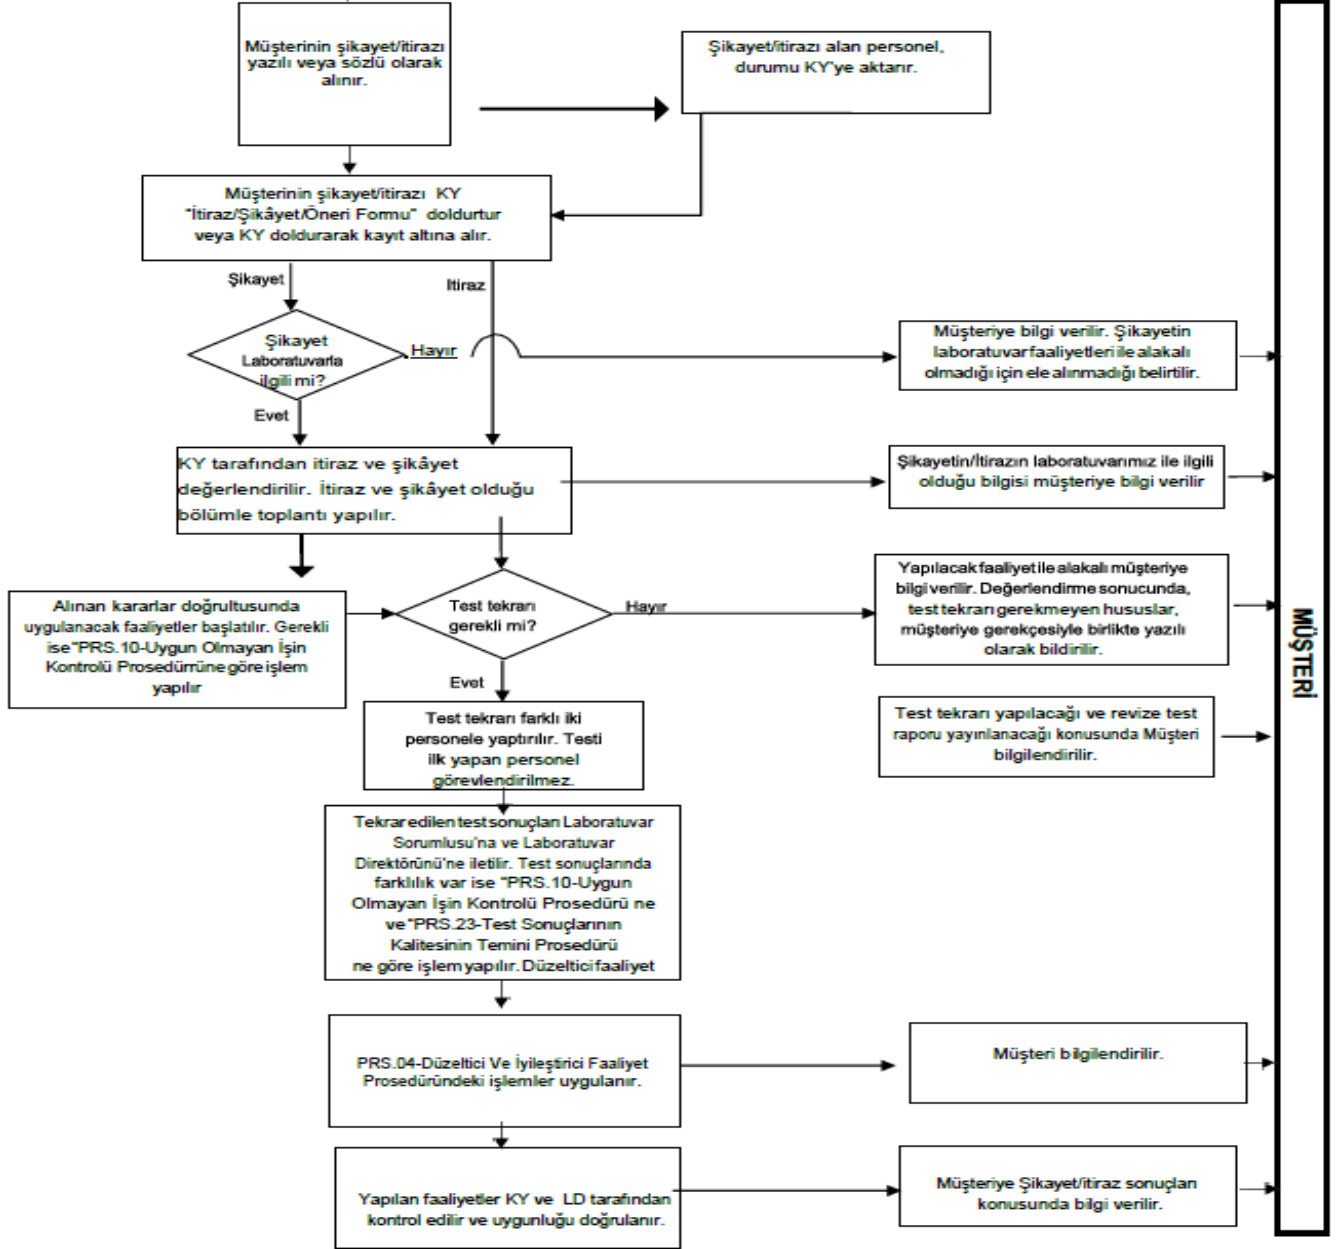 Müşterinin şikayet/itirazı
yazılı veya sözlü olarak
alınır.
Şikayet/itirazı alan personel,
durumu KY'ye aktarır.
Müşterinin şikayet/itirazı KY
"İtiraz/Şikâyet/Öneri Formu" doldurtur
veya KY doldurarak kayıt altına alır.
Şikayet
Itiraz
Şikayet
Laboratuvarla
ilgili mi?
Hayır
Müşteriye bilgi verilir. Şikayetin
laboratuvar faaliyetleri ile alakalı
olmadığı için ele alınmadığı belirtilir.
Evet
KY tarafından itiraz ve şikâyet
değerlendirilir. İtiraz ve şikâyet olduğu
bölümle toplantı yapılır.
Şikayetin/İtirazın laboratuvarımız ile ilgili
olduğu bilgisi müşteriye bilgi verilir
Alınan kararlar doğrultusunda
uygulanacak faaliyetler başlatılır. Gerekli
ise "PRS.10-Uygun Olmayan İşin
Kontrolü Prosedürrüne göre işlem
yapılır
Test tekrarı
gerekli mi?
Hayır
Yapılacak faaliyet ile alakalı müşteriye
bilgi verilir. Değerlendirme sonucunda,
test tekrarı gerekmeyen hususlar,
müşteriye gerekçesiyle birlikte yazılı
olarak bildirilir.
Evet
Test tekrarı farklı iki
personele yaptırılır. Testi
ilk yapan personel
görevlendirilmez.
Test tekrarı yapılacağı ve revize test
raporu yayınlanacağı konusunda Müşteri
bilgilendirilir.
Tekrar edilen test sonuçları Laboratuvar
Sorumlusu'na ve Laboratuvar
Direktörünü'ne iletilir. Test sonuçlarında
farklılık var ise "PRS.10-Uygun
Olmayan İşin Kontrolü Prosedürü ne
ve "PRS.23-Test Sonuçlarının
Kalitesinin Temini Prosedürü
ne göre işlem yapılır. Düzeltici faaliyet
PRS.04-Düzeltici Ve İyileştirici Faaliyet
Prosedüründeki işlemler uygulanır.
Müşteri bilgilendirilir.
Yapılan faaliyetler KY ve LD tarafından
kontrol edilir ve uygunluğu doğrulanır.
Müşteriye Şikayet/itiraz sonuçları
konusunda bilgi verilir.
MÜŞTERİ